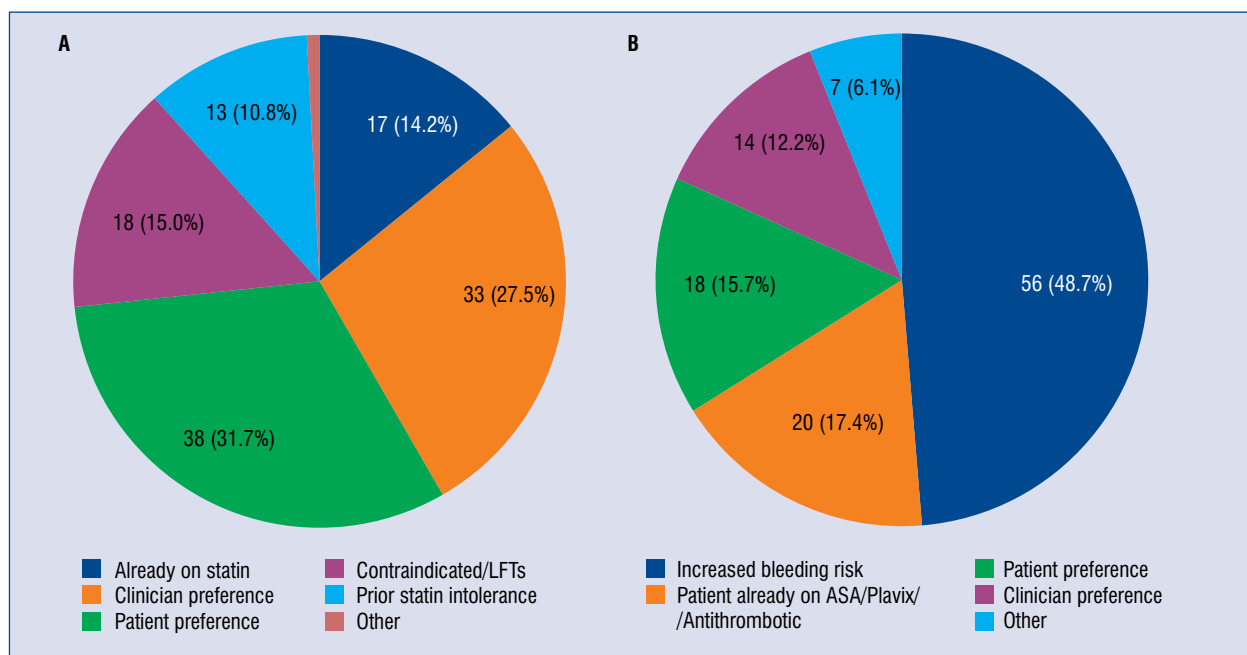 A
13 (10.8%)
17 (14.2%)
18 (15.0%)
33 (27.5%)
38 (31.7%)
Already on statin
Clinician preference
Patient preference
Contraindicated/LFTs
Prior statin intolerance
Other
B
7 (6.1%)
14 (12.2%)
18 (15.7%)
56 (48.7%)
20 (17.4%)
Increased bleeding risk
Patient already on ASA/Plavix/
/Antithrombotic
Patient preference
Clinician preference
Other